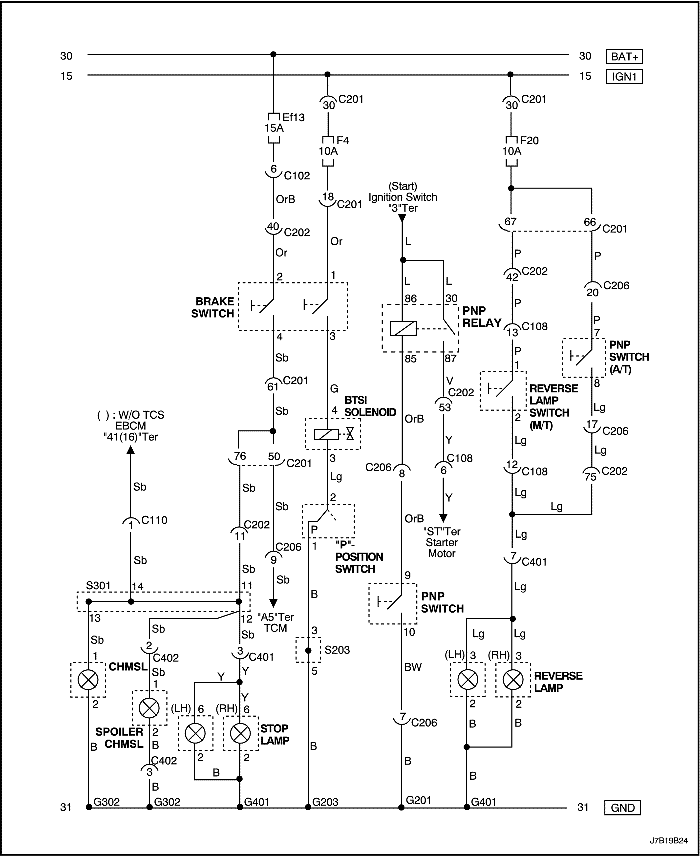 30 30 BAT+
15 15 IGN1
30 C201 30 C201
Ef13
15A
F4
10A
F20
10A
6 C102
18 C201
OrB
(Start)
Ignition Switch
"3"Ter
40 C202
67 66 C201
Or Or L P P
42 C202
20 C206
2 1
BRAKE
SWITCH
L L
86 30
PNP
RELAY
P P
13 C108
7
PNP
SWITCH
(A/T)
4 3 85 87
Sb
P
1
8
REVERSE
LAMP
SWITCH
(M/T)
2
61 C201
G
V
C202
53
Lg
Sb
4
BTSI
SOLENOID
OrB
Y
Lg
17 C206
( ) : W/O TCS
EBCM
"41(16)"Ter
76 50 C201
3
C206 8
C108
6
12 C108
75 C202
Sb Sb Sb
Lg
Y
Lg
Lg
2
P
"P"-
POSITION
SWITCH
1
C110
1
C202
11
C206
9
OrB
"ST"Ter
Starter
Motor
Lg
7 C401
Sb Sb Sb
S301 14 11
"A5"Ter
TCM
B
9
PNP
SWITCH
10
Lg
13 12
Sb Sb Sb
3
S203
5
Lg Lg
2
C402
3 C401
BW
(LH) 3 (RH) 3
REVERSE
LAMP
1
CHMSL
Sb
1
Y Y Y
2
SPOILER
CHMSL
2
(LH) 6 (RH) 6
STOP
LAMP
7
C206
2 2
B B
B B
C402
3
2 2
B
B B B
B
31 G302 G302 G401 G203 G201 G401 31 GND
J7B19B24